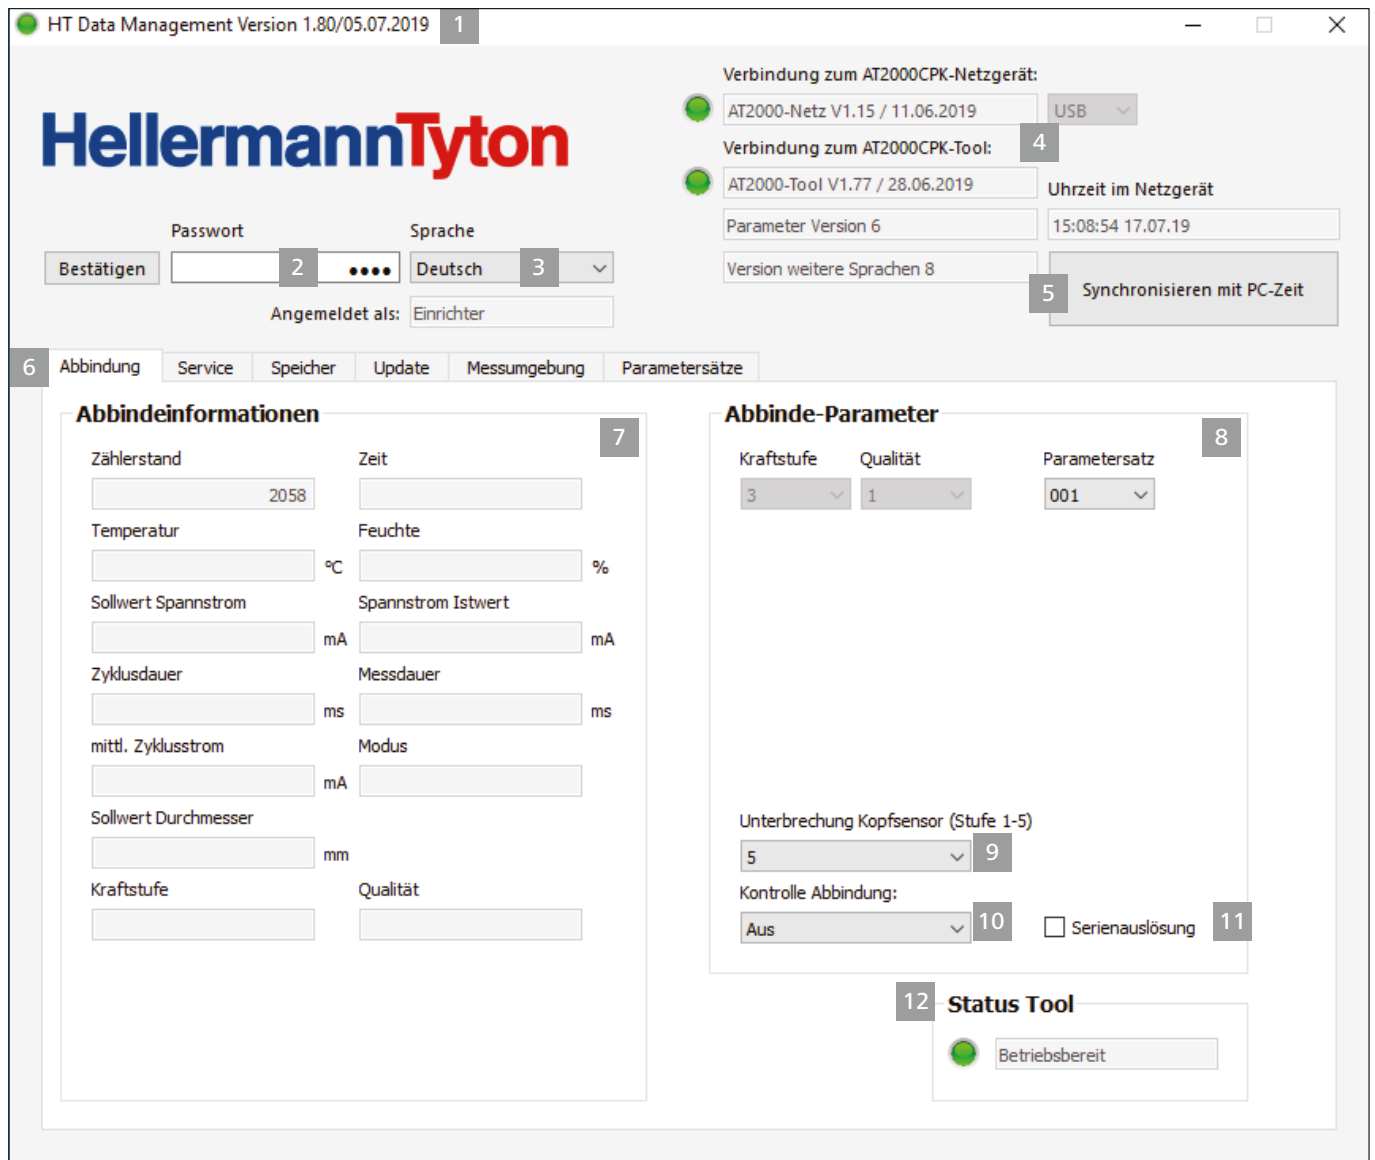 HT Data Management Version 1.80/05.07.2019 1
HellermannTyton
Verbindung zum AT2000CPK-Netzgerät:
AT2000-Netz V1.15 / 11.06.2019 USB
4
Verbindung zum AT2000CPK-Tool:
AT2000-Tool V1.77 / 28.06.2019 Uhrzeit im Netzgerät
Parameter Version 6 15:08:54 17.07.19
Version weitere Sprachen 8
5 Synchronisieren mit PC-Zeit
Passwort Sprache
Bestätigen 2 •••• Deutsch 3
Angemeldet als: Einrichter
6 Abbindung Service Speicher Update Messumgebung Parametersätze
Abbindeinformationen 7
Zählerstand Zeit
2058
Temperatur Feuchte
°C %
Sollwert Spannstrom Spannstrom Istwert
mA mA
Zyklusdauer Messdauer
ms ms
mittl. Zyklusstrom Modus
mA
Sollwert Durchmesser
mm
Kraftstufe Qualität
Abbinde-Parameter 8
Kraftstufe Qualität Parametersatz
3 1 001
Unterbrechung Kopfsensor (Stufe 1-5)
5 9
Kontrolle Abbindung:
Aus 10 Serienauslösung 11
12 Status Tool
Betriebsbereit